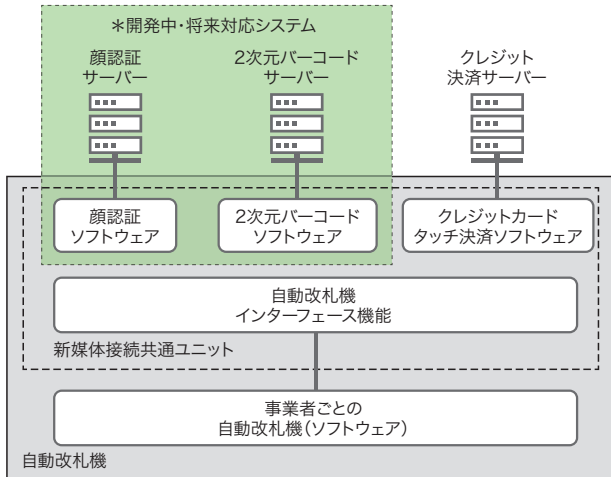 ＊開発中・将来対応システム
顔認証
サーバー
2次元バーコード
サーバー
クレジット
決済サーバー
顔認証
ソフトウェア
2次元バーコード
ソフトウェア
クレジットカード
タッチ決済ソフトウェア
自動改札機
インターフェース機能
新媒体接続共通ユニット
事業者ごとの
自動改札機（ソフトウェア）
自動改札機